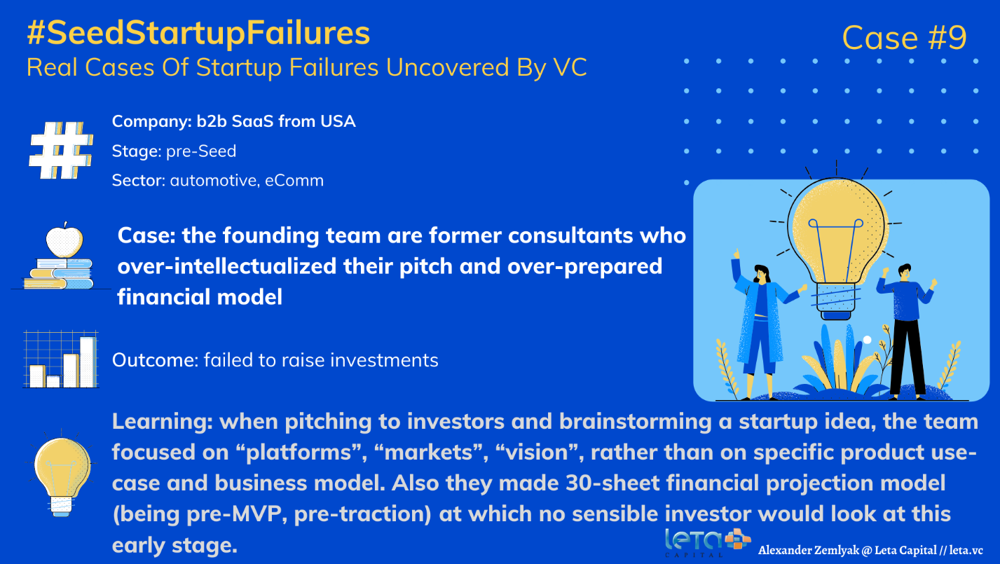 #SeedStartupFailures
Case #9
Real Cases Of Startup Failures Uncovered By VC
Company: b2b SaaS from USA
Stage: pre-Seed
Sector: automotive, eComm
Case: the founding team are former consultants who
over-intellectualized their pitch and over-prepared
financial model
Outcome: failed to raise investments
Learning: when pitching to investors and brainstorming a startup idea, the team
focused on “platforms”, “markets”, “vision”, rather than on specific product use-
case and business model. Also they made 30-sheet financial projection model
(being pre-MVP, pre-traction) at which no sensible investor would look at this
early stage.
leta
CAPITAL
Alexander Zemlyak @ Leta Capital // leta.vc